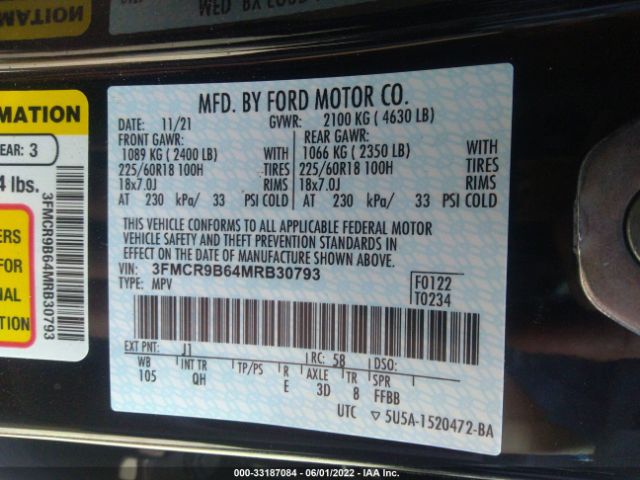 MATION
WED BX
NOITAM
ORMATION
EAR: 3
4 lbs.
ERS
FOR
NAL
TION
3FMCR9B64MRB30793
MFD. BY FORD MOTOR CO.
DATE: 11/21 GVWR: 2100 KG ( 4630 LB)
FRONT GAWR: REAR GAWR:
1089 KG (2400 LB) WITH 1066 KG ( 2350 LB) WITH
225/60R18 100H TIRES 225/60R18 100H TIRES
18x7.0J RIMS 18x7.0J RIMS
AT 230 kPa/ 33 PSI COLD AT 230 kPa/ 33 PSI COLD
THIS VEHICLE CONFORMS TO ALL APPLICABLE FEDERAL MOTOR
VEHICLE SAFETY AND THEFT PREVENTION STANDARDS IN
EFFECT ON THE DATE OF MANUFACTURE SHOWN ABOVE.
VIN: 3FMCR9B64MRB30793
TYPE: MPV
F0122
T0234
EXT PNT: J1 RC: 58 DSO:
WB INT TR TP/PS R AXLE TR SPR
105 QH E 3D 8 FFBB
UTC ▽5U5A-1520472-BA
000-33187084 - 06/01/2022 - IAA Inc.